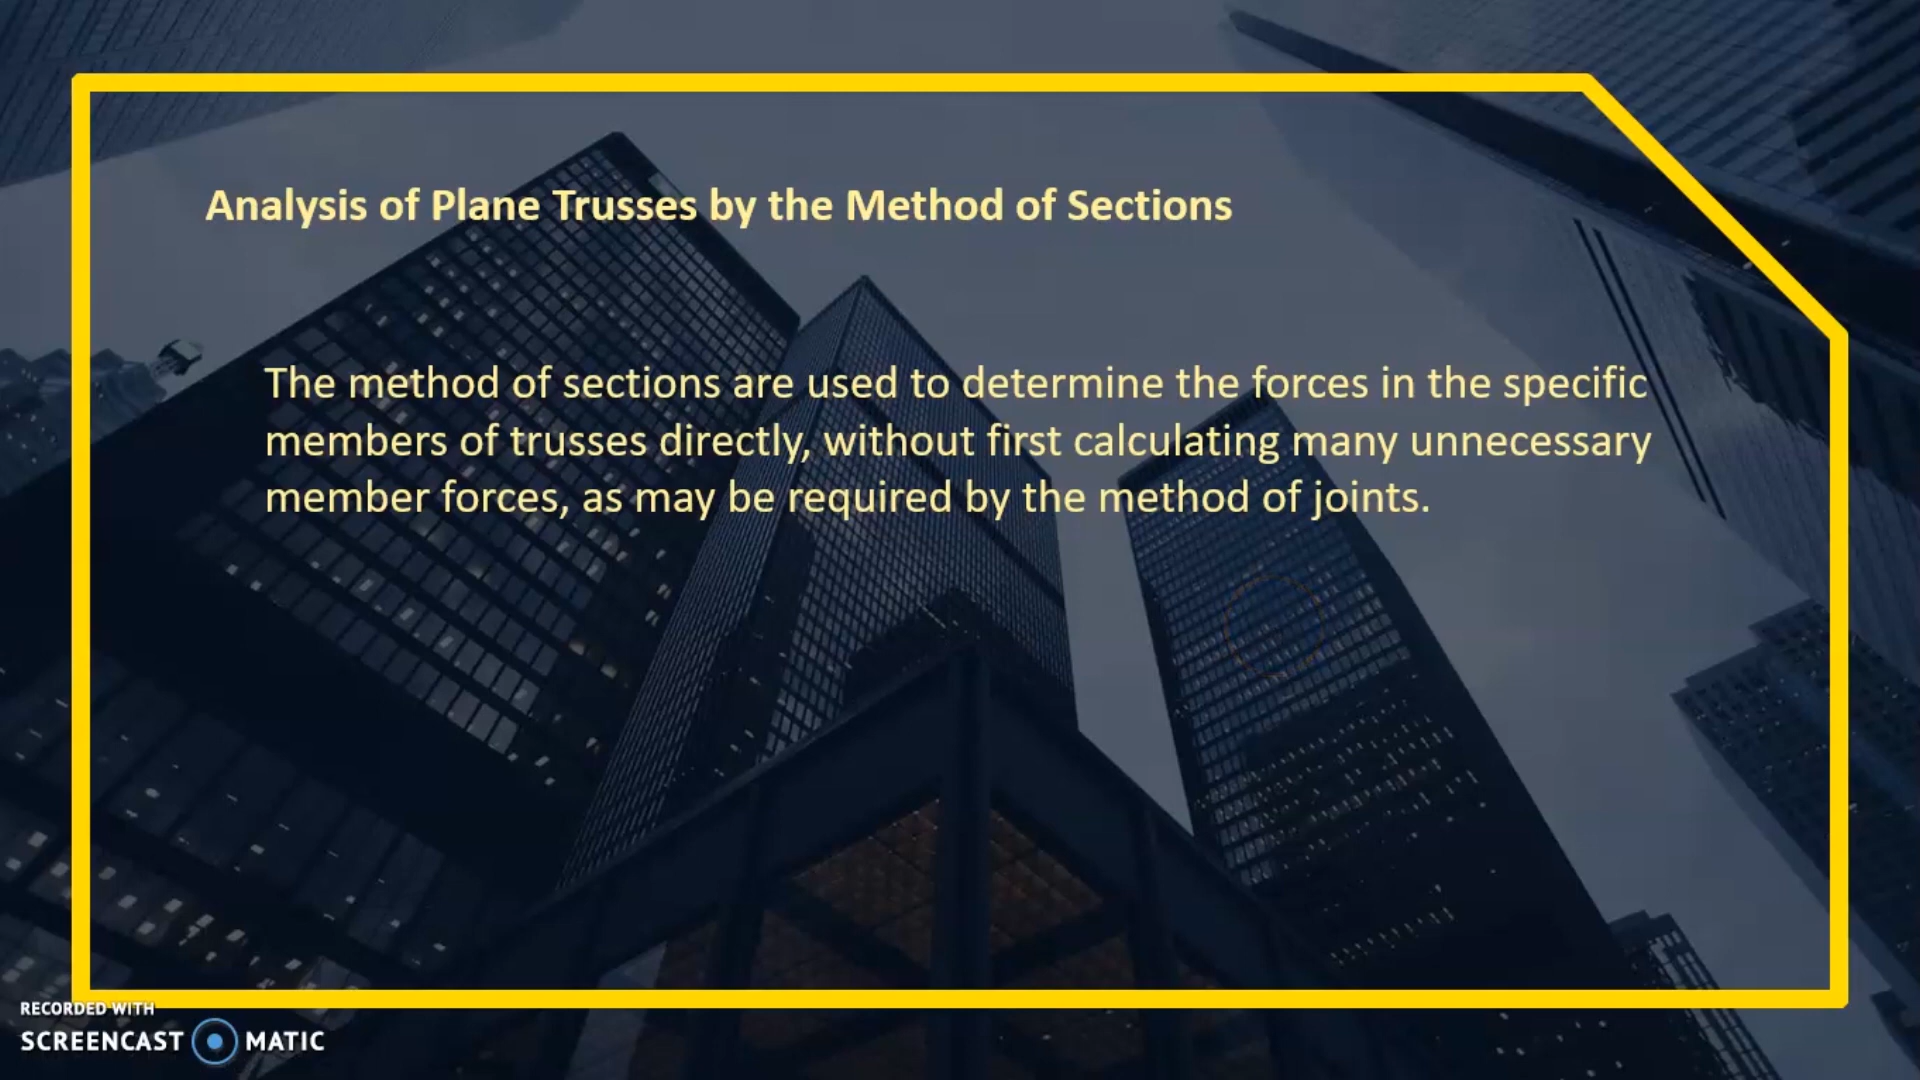 Analysis of Plane Trusses by the Method of Sections
The method of sections are used to determine the forces in the specific
members of trusses directly, without first calculating many unnecessary
member forces, as may be required by the method of joints.
RECORDED WITH
SCREENCAST MATIC